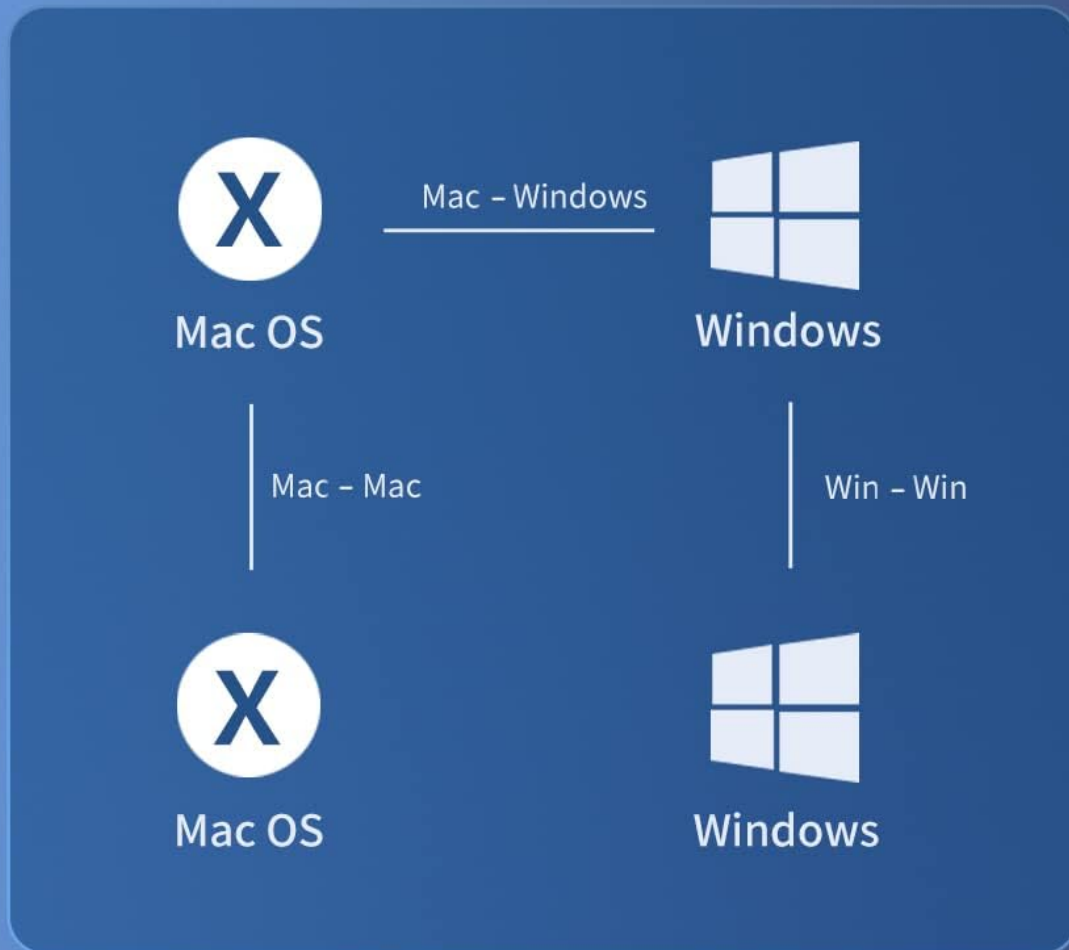 X
Mac – Windows
Mac OS
Windows
Mac – Mac
Win – Win
X
Mac OS
Windows